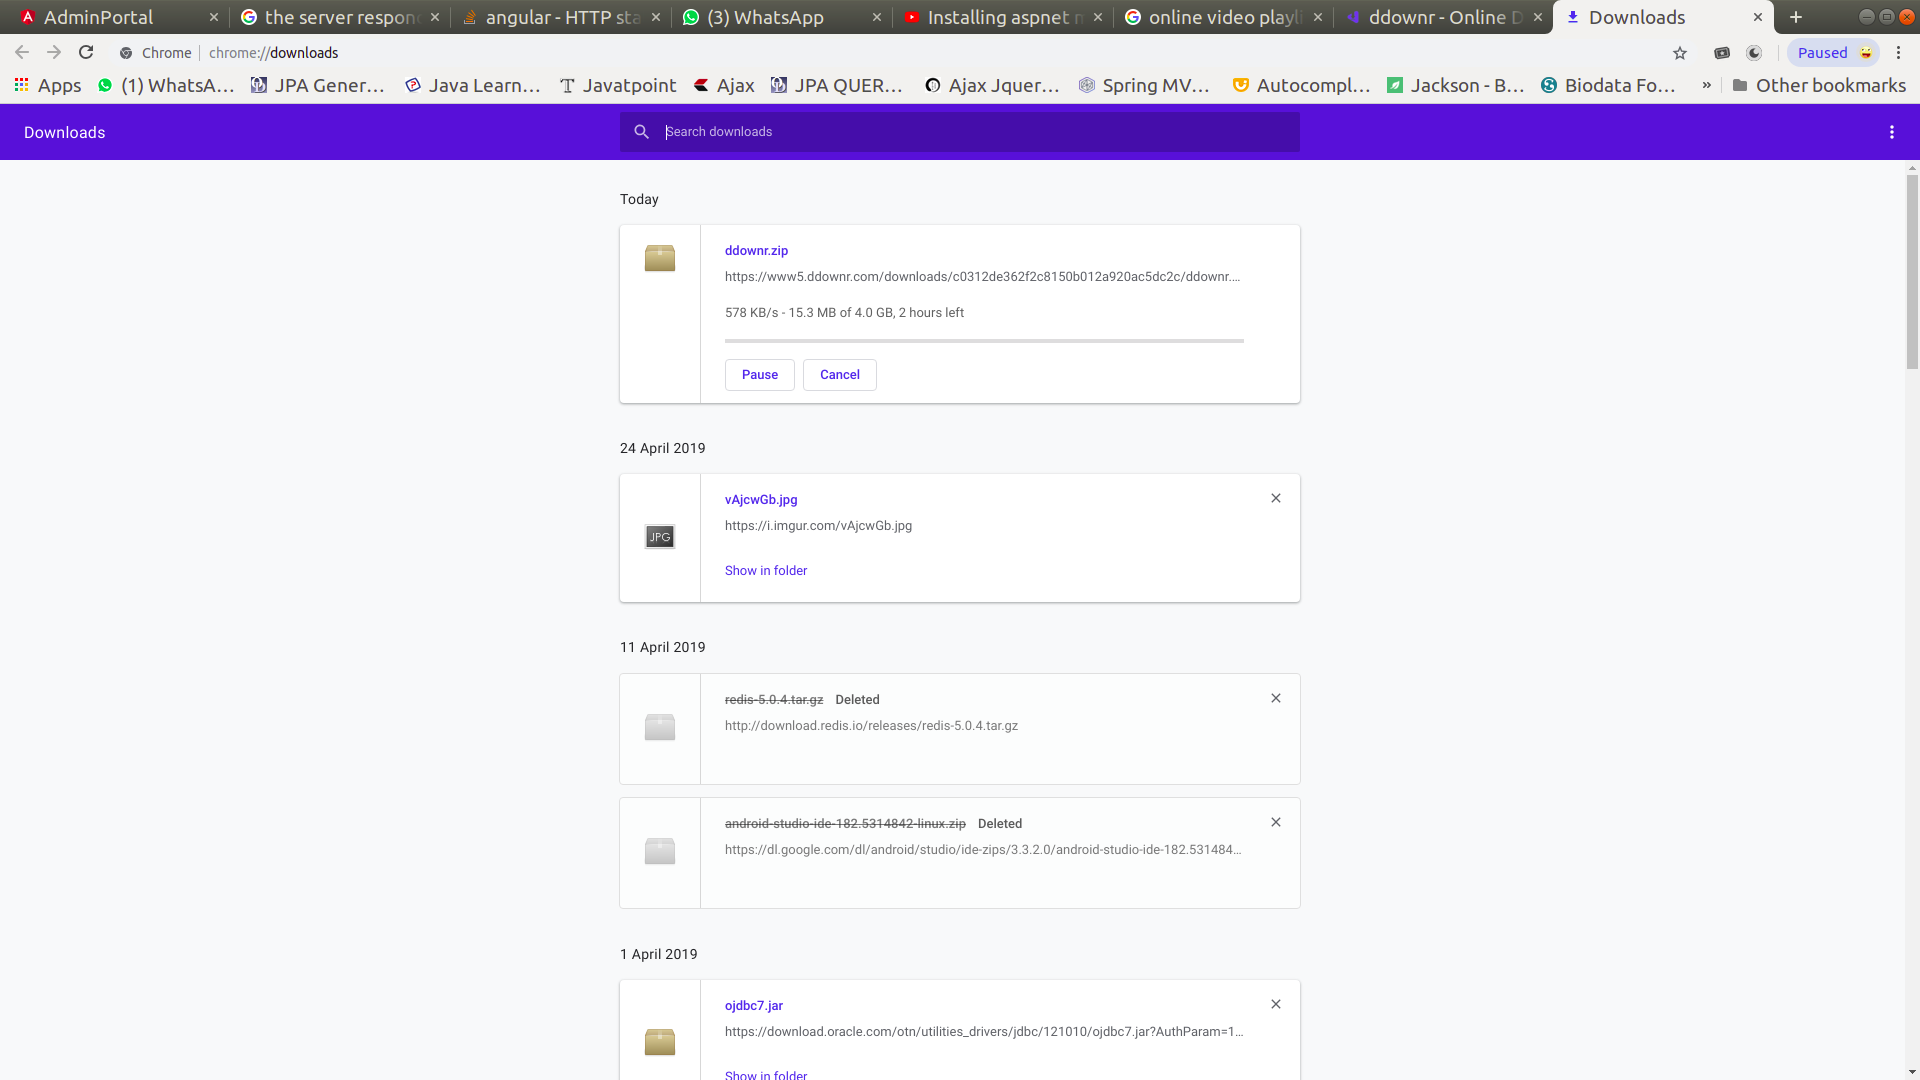 AdminPortal
the server respon
angular - HTTP sta
(3) WhatsApp
Installing aspnet m
online video playli
ddownr - Online D
Downloads
Chrome chrome://downloads
Paused
Apps
(1) WhatsA...
JPA Gener...
Java Learn...
Javatpoint
Ajax
JPA QUER...
Ajax Jquer...
Spring MV...
Autocompl...
Jackson - B...
Biodata Fo...
»
Other bookmarks
Downloads
Search downloads
Today
ddownr.zip
https://www5.ddownr.com/downloads/c0312de362f2c8150b012a920ac5dc2c/ddownr....
578 KB/s - 15.3 MB of 4.0 GB, 2 hours left
Pause
Cancel
24 April 2019
JPG
vAjcwGb.jpg
https://i.imgur.com/vAjcwGb.jpg
Show in folder
11 April 2019
redis-5.0.4.tar.gz Deleted
http://download.redis.io/releases/redis-5.0.4.tar.gz
android-studio-ide-182.5314842-linux.zip Deleted
https://dl.google.com/dl/android/studio/ide-zips/3.3.2.0/android-studio-ide-182.531484...
1 April 2019
ojdbc7.jar
https://download.oracle.com/otn/utilities_drivers/jdbc/121010/ojdbc7.jar?AuthParam=1...
Show in folder